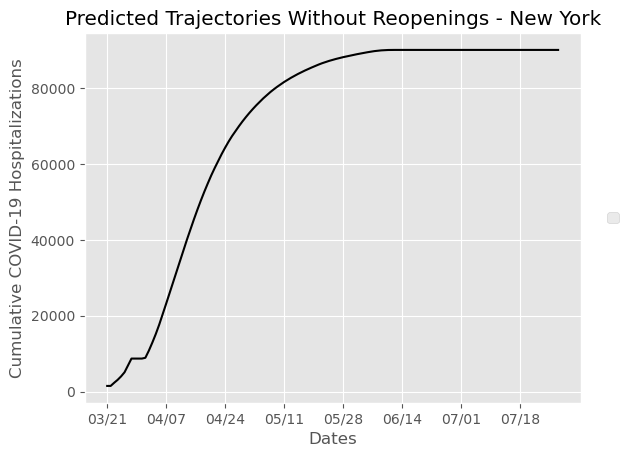 Predicted Trajectories Without Reopenings - New York
Cumulative COVID-19 Hospitalizations
80000
60000
40000
20000
0
03/21 04/07 04/24 05/11 05/28 06/14 07/01 07/18
Dates